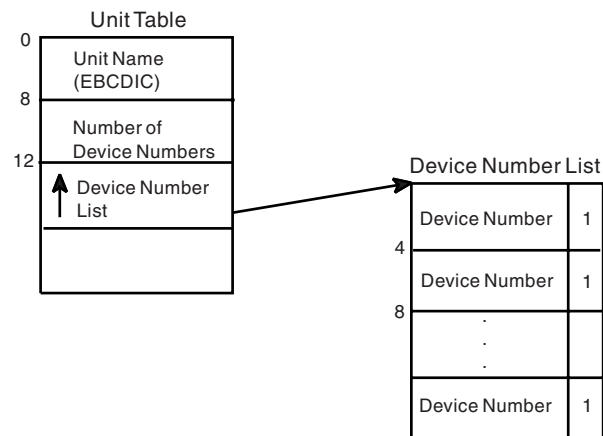 Unit Table
0
Unit Name
(EBCDIC)
8
Number of
Device Numbers
12
Device Number
List
Device Number List
Device Number 1
4
Device Number 1
8
.
.
.
Device Number 1